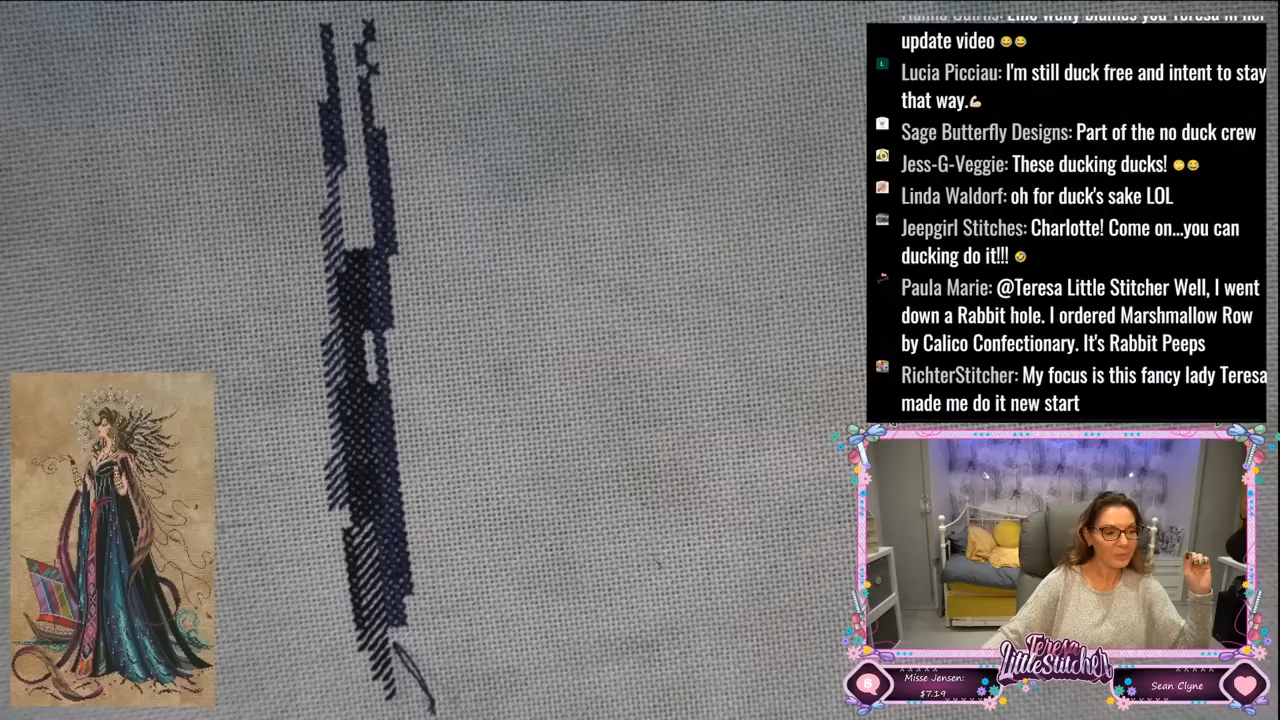 update video 😂😂
Lucia Picciau: I'm still duck free and intent to stay
that way.💪🏼
Sage Butterfly Designs: Part of the no duck crew
Jess-G-Veggie: These ducking ducks! 🙄😂
Linda Waldorf: oh for duck's sake LOL
Jeepgirl Stitches: Charlotte! Come on...you can
ducking do it!!! 🤣
Paula Marie: @Teresa Little Stitcher Well, I went
down a Rabbit hole. I ordered Marshmallow Row
by Calico Confectionary. It's Rabbit Peeps
RichterStitcher: My focus is this fancy lady Teresa
made me do it new start
Teresa
LittleStitcher
Misse Jensen:
$7.19
Sean Clyne